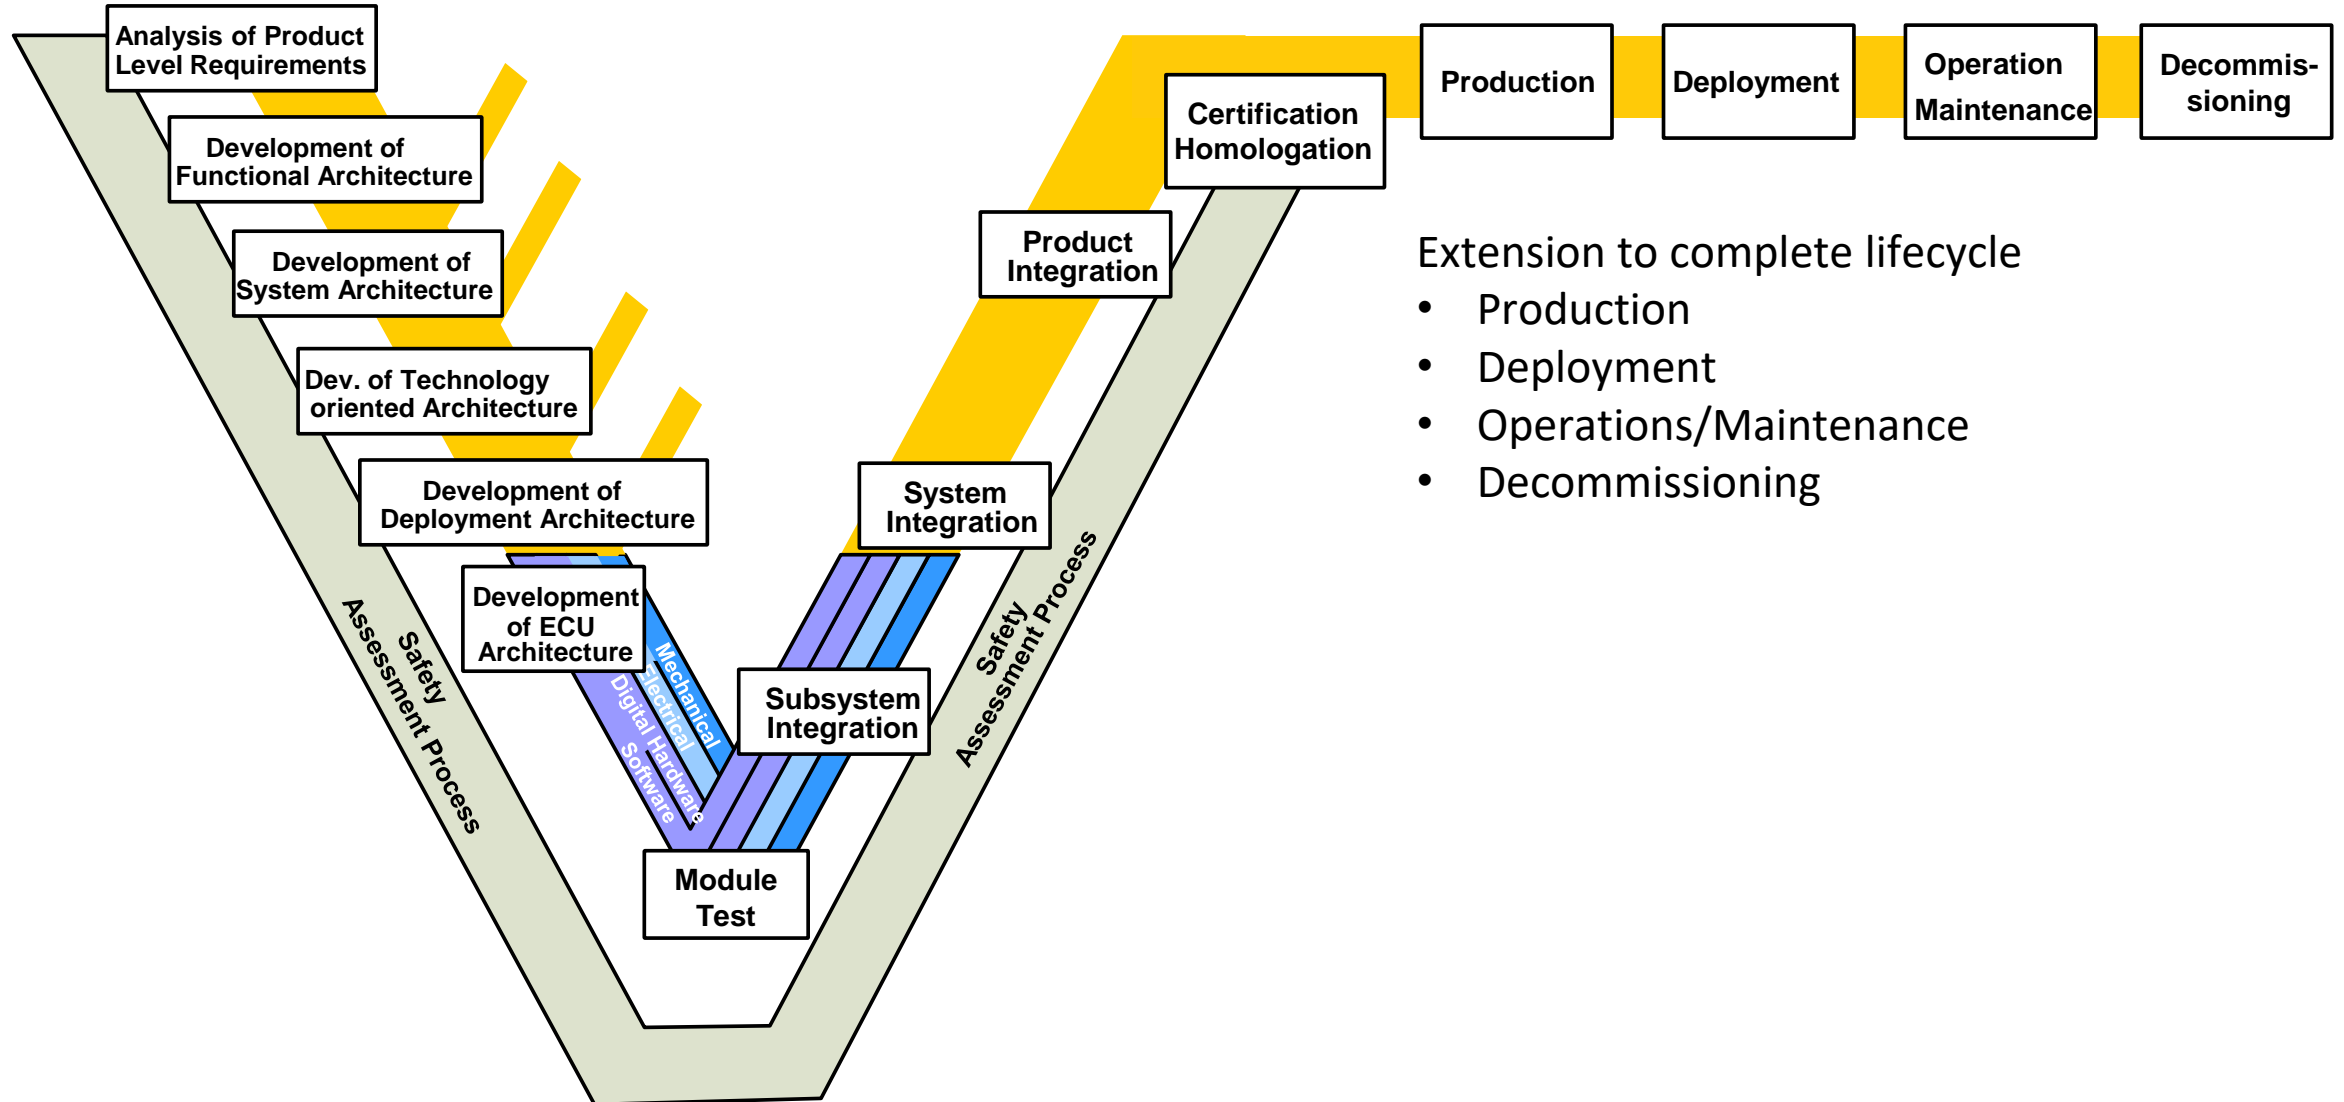 Analysis of Product
Level Requirements
Development of
Functional Architecture
Development of
System Architecture
Dev. of Technology
oriented Architecture
Development of
Deployment Architecture
Development
of ECU
Architecture
Mechanical
Electrical
Digital Hardware
Software
Safety
Assessment Process
Module
Test
Subsystem
Integration
System
Integration
Product
Integration
Certification
Homologation
Safety
Assessment Process
Production
Deployment
Operation
Maintenance
Decommis-
sioning
Extension to complete lifecycle
• Production
• Deployment
• Operations/Maintenance
• Decommissioning